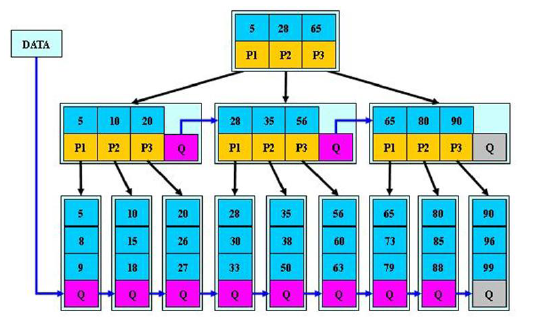 5 28 65
DATA
P1 P2 P3
5 10 20
28 35 56
65 80 90
P1 P2 P3 Q
P1 P2 P3 Q
P1 P2 P3 Q
5 10 20 28 35 56 65 80 90
8 15 26 30 38 60 73 85 96
9 18 27 33 50 63 79 88 99
Q Q Q Q Q Q Q Q Q